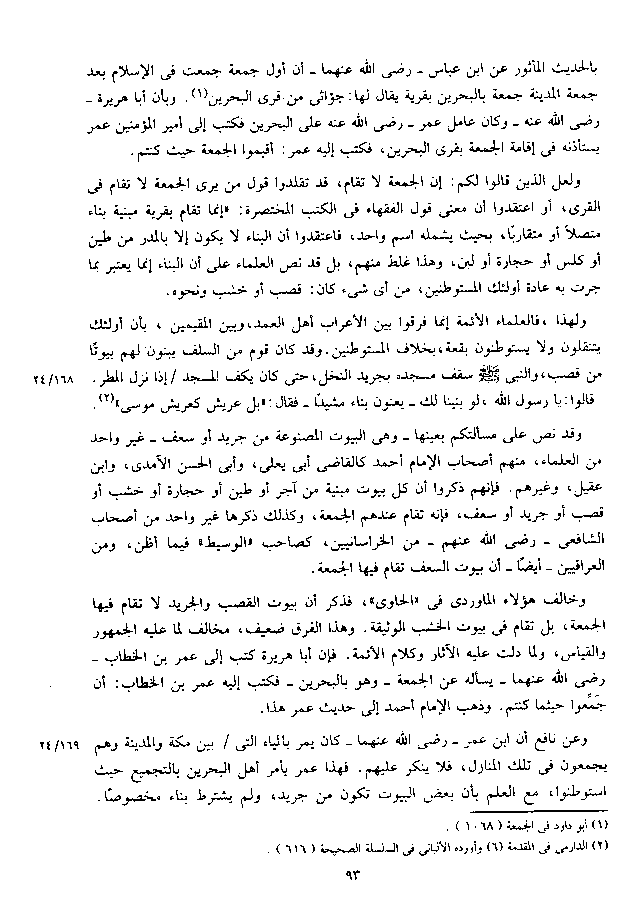 بالحديث المأثور عن ابن عباس ـ رضى الله عنهما ـ أن أول جمعة جمعت فى الإسلام بعد
جمعة المدينة جمعة بالبحرين بقرية يقال لها: جؤاثى من قرى البحرين(١). وبأن أبا هريرة ـ
رضى الله عنه ـ وكان عامل عمر ـ رضى الله عنه على البحرين فكتب إلى أمير المؤمنين عمر
يستأذنه فى إقامة الجمعة بقرى البحرين، فكتب إليه عمر: أقيموا الجمعة حيث كنتم.
ولعل الذين قالوا لكم: إن الجمعة لا تقام، قد تقلدوا قول من يرى الجمعة لا تقام فى
القرى، أو اعتقدوا أن معنى قول الفقهاء فى الكتب المختصرة: «إنما تقام بقرية مبنية بناء
متصلاً أو متقاربًا، بحيث يشمله اسم واحد، فاعتقدوا أن البناء لا يكون إلا بالمدر من طين
أو كلس أو حجارة أو لبن، وهذا غلط منهم، بل قد نص العلماء على أن البناء إنما يعتبر بما
جرت به عادة أولئك المستوطنين، من أى شىء كان: قصب أو خشب ونحوه.
ولهذا ،فالعلماء الأئمة إنما فرقوا بين الأعراب أهل العمد،وبين المقيمين ، بأن أولئك
يتنقلون ولا يستوطنون بقعة،بخلاف المستوطنين.وقد كان قوم من السلف يبنون لهم بيوتًا
من قصب،والنبى ﷺ سقف مسجده بجريد النخل،حتى كان يكف المسجد /إذا نزل المطر. ٢٤/١٦٨
قالوا:يا رسول الله ،لو بنينا لك ـ يعنون بناء مشيدًا ـ فقال:«بل عريش كعريش موسى»(٢).
وقد نص على مسألتكم بعينها ـ وهى البيوت المصنوعة من جريد أو سعف ـ غير واحد
من العلماء، منهم أصحاب الإمام أحمد كالقاضى أبى يعلى، وأبى الحسن الآمدى، وابن
عقيل، وغيرهم. فإنهم ذكروا أن كل بيوت مبنية من آجر أو طين أو حجارة أو خشب أو
قصب أو جريد أو سعف، فإنه تقام عندهم الجمعة، وكذلك ذكرها غير واحد من أصحاب
الشافعى ـ رضى الله عنهم ـ من الخراسانيين، كصاحب «الوسيط» فيما أظن، ومن
العراقيين ـ أيضًا ـ أن بيوت السعف تقام فيها الجمعة.
وخالف هؤلاء الماوردى فى «الحاوى»، فذكر أن بيوت القصب والجريد لا تقام فيها
الجمعة، بل تقام فى بيوت الخشب الوثيقة. وهذا الفرق ضعيف، مخالف لما عليه الجمهور
والقياس، ولما دلت عليه الآثار وكلام الأئمة. فإن أبا هريرة كتب إلى عمر بن الخطاب ـ
رضى الله عنهما ـ يسأله عن الجمعة ـ وهو بالبحرين ـ فكتب إليه عمر بن الخطاب: أن
جَمِّعوا حيثما كنتم. وذهب الإمام أحمد إلى حديث عمر هذا.
وعن نافع أن ابن عمر ـ رضى الله عنهما ـ كان يمر بالمياه التى / بين مكة والمدينة وهم ٢٤/١٦٩
يجمعون فى تلك المنازل، فلا ينكر عليهم. فهذا عمر يأمر أهل البحرين بالتجميع حيث
استوطنوا، مع العلم بأن بعض البيوت تكون من جريد، ولم يشترط بناء مخصوصًا.
(١) أبو داود فى الجمعة ( ١٠٦٨ ) .
(٢) الدارمى فى المقدمة (٦) وأورده الألبانى فى السلسلة الصحيحة ( ٦١٦ ) .
٩٣